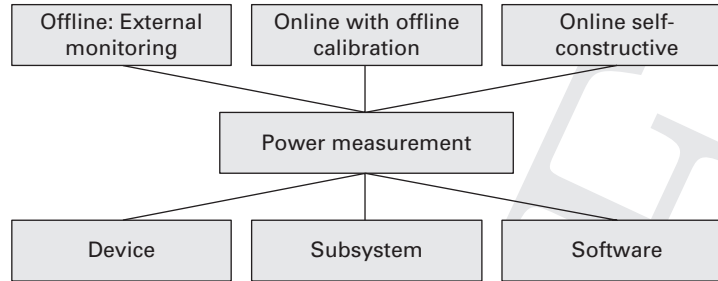 Offline: External
monitoring
Online with offline
calibration
Online self-
constructive
Power measurement
Device
Subsystem
Software